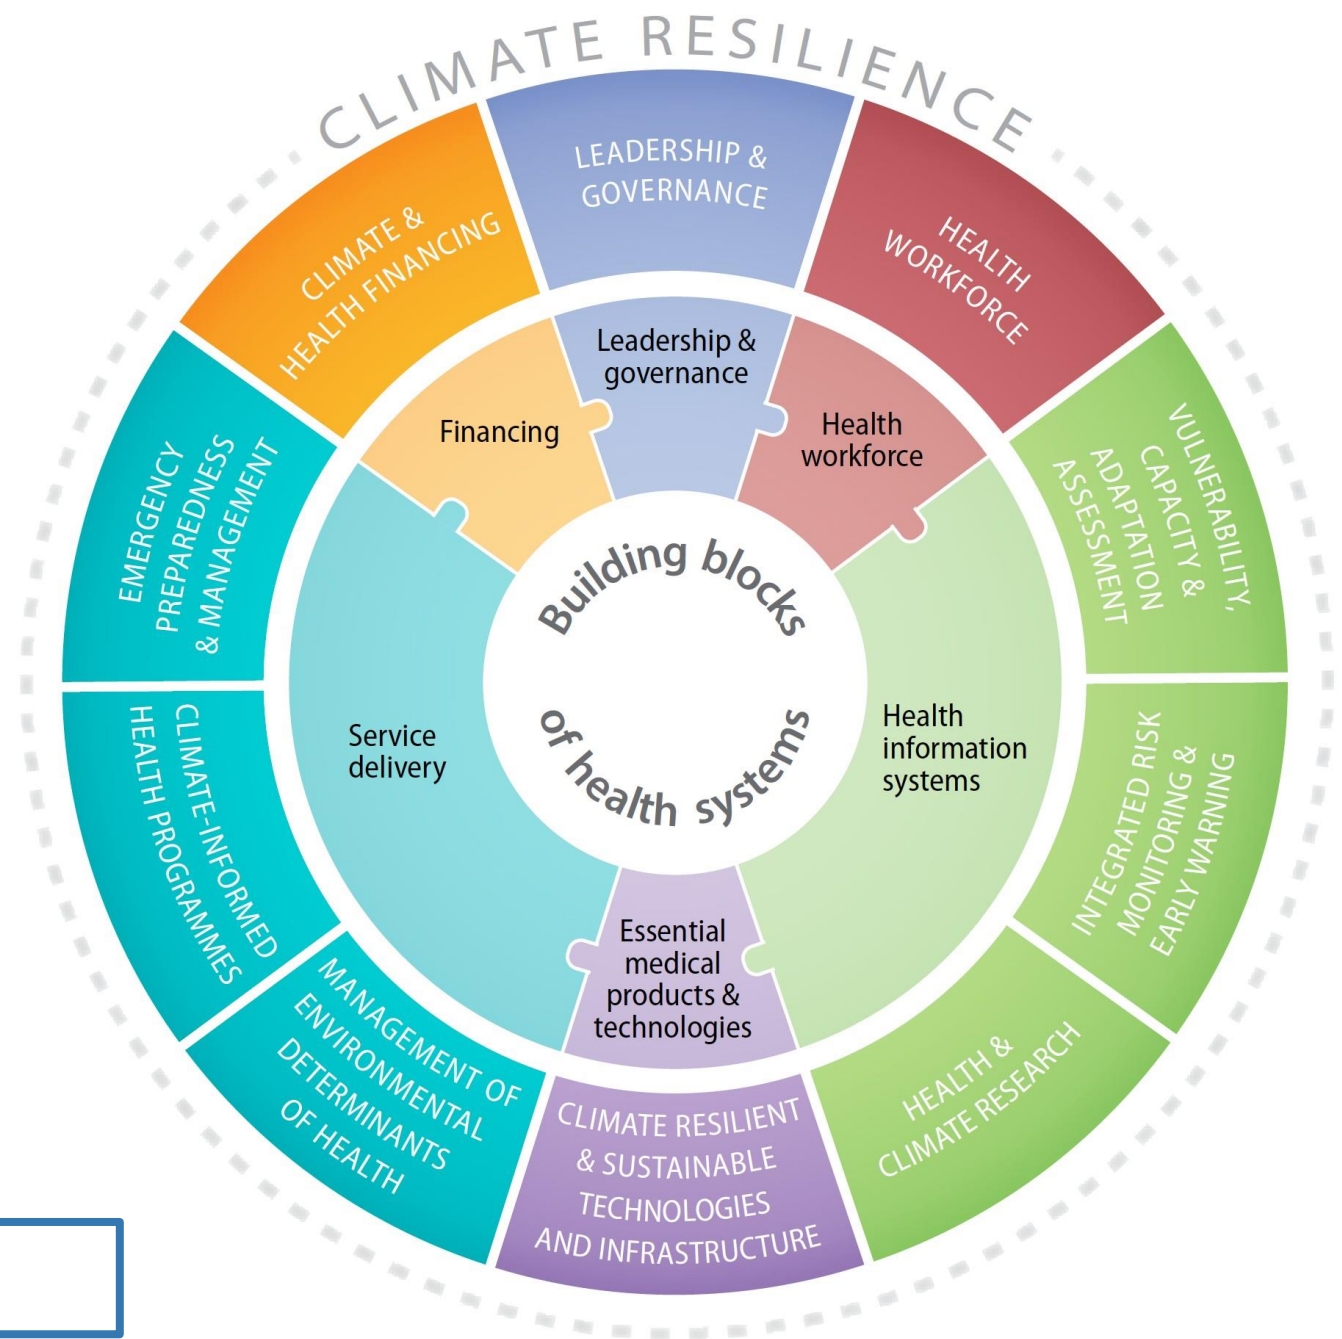 CLIMATE RESILIENCE
LEADERSHIP &
GOVERNANCE
HEALTH
WORKFORCE
VULNERABILITY,
CAPACITY &
ADAPTATION
ASSESSMENT
INTEGRATED RISK
MONITORING &
EARLY WARNING
HEALTH &
CLIMATE RESEARCH
CLIMATE RESILIENT
& SUSTAINABLE
TECHNOLOGIES
AND INFRASTRUCTURE
MANAGEMENT OF
ENVIRONMENTAL
DETERMINANTS
OF HEALTH
CLIMATE-INFORMED
HEALTH PROGRAMMES
EMERGENCY
PREPAREDNESS
& MANAGEMENT
CLIMATE &
HEALTH FINANCING
Leadership &
governance
Health
workforce
Health
information
systems
Essential
medical
products &
technologies
Service
delivery
Financing
Building blocks
of health systems